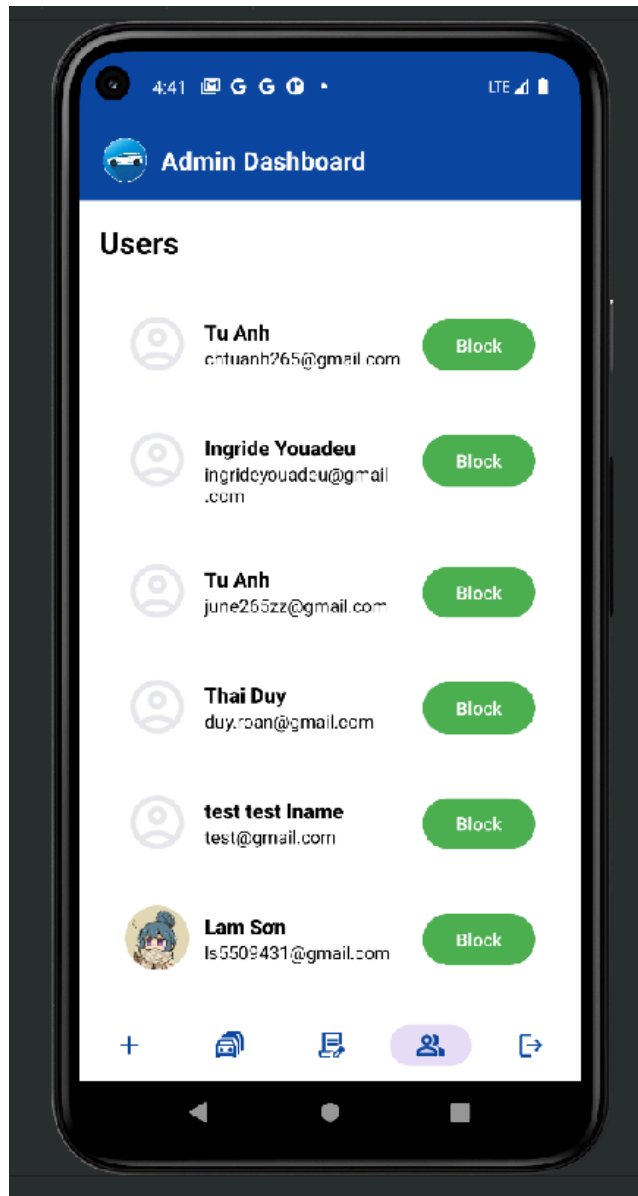 4:41
LTE
Admin Dashboard
Users
Tu Anh
chtuanh265@gmail.com
Block
Ingride Youadeu
ingrideyouadeu@gmail
.com
Block
Tu Anh
june265zz@gmail.com
Block
Thai Duy
duy.roan@gmail.com
Block
test test lname
test@gmail.com
Block
Lam Sơn
ls5509431@gmail.com
Block